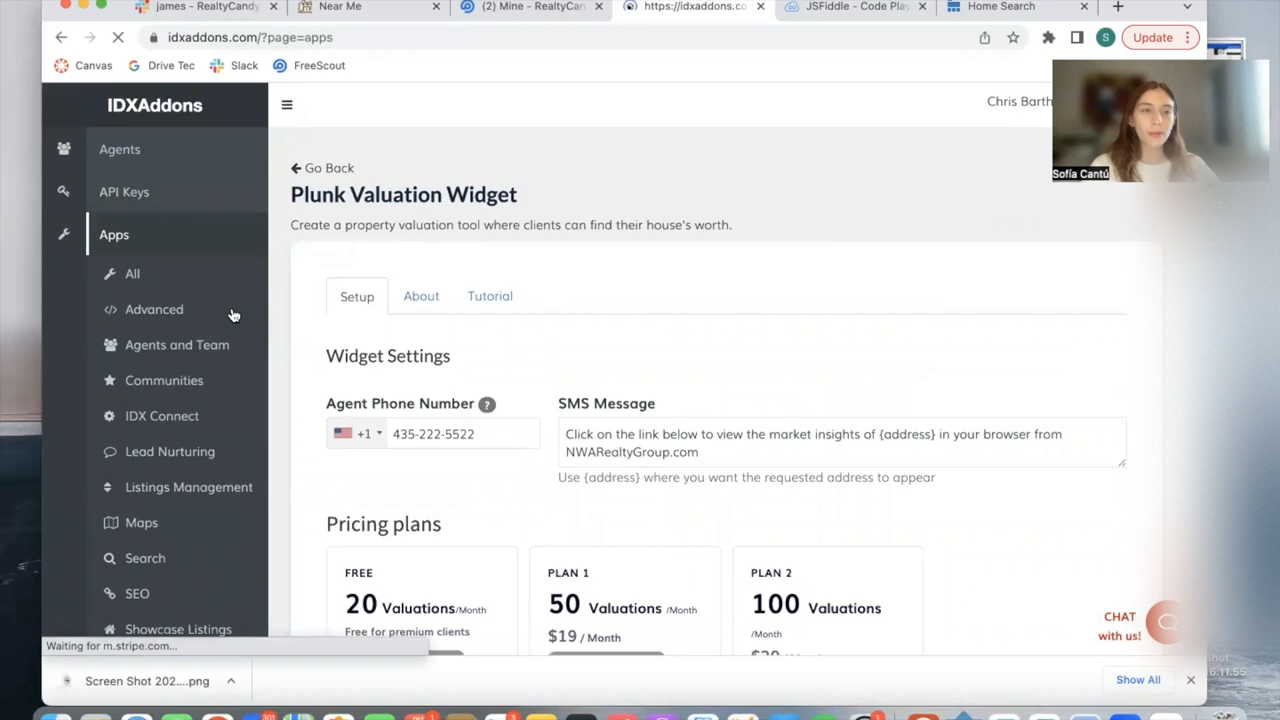 james - RealtyCandy
Near Me
(2) Mine - RealtyCan
https://idxaddons.co
JSFiddle - Code Play
Home Search
idxaddons.com/?page=apps
S
Update
Canvas
Drive Tec
Slack
FreeScout
IDXAddons
Chris Barth
Sofía Cantú
Agents
API Keys
Apps
All
Advanced
Agents and Team
Communities
IDX Connect
Lead Nurturing
Listings Management
Maps
Search
SEO
Showcase Listings
Go Back
Plunk Valuation Widget
Create a property valuation tool where clients can find their house's worth.
Setup
About
Tutorial
Widget Settings
Agent Phone Number ?
+1 435-222-5522
SMS Message
Click on the link below to view the market insights of {address} in your browser from
NWARealtyGroup.com
Use {address} where you want the requested address to appear
Pricing plans
FREE
20 Valuations/Month
Free for premium clients
PLAN 1
50 Valuations /Month
$19 / Month
PLAN 2
100 Valuations
/Month
CHAT
with us!
Waiting for m.stripe.com...
Screen Shot 202....png
Show All
16.11.55